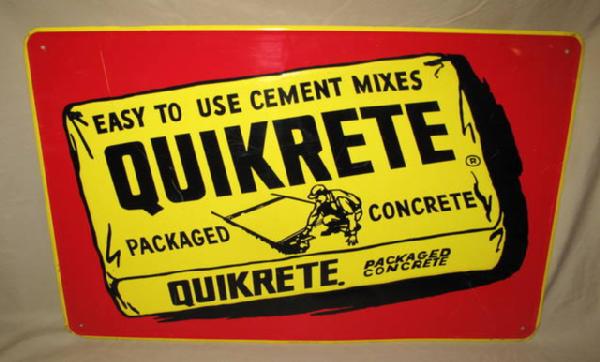 EASY TO USE CEMENT MIXES
QUIKRETE®
PACKAGED CONCRETE
QUIKRETE. PACKAGED
CONCRETE